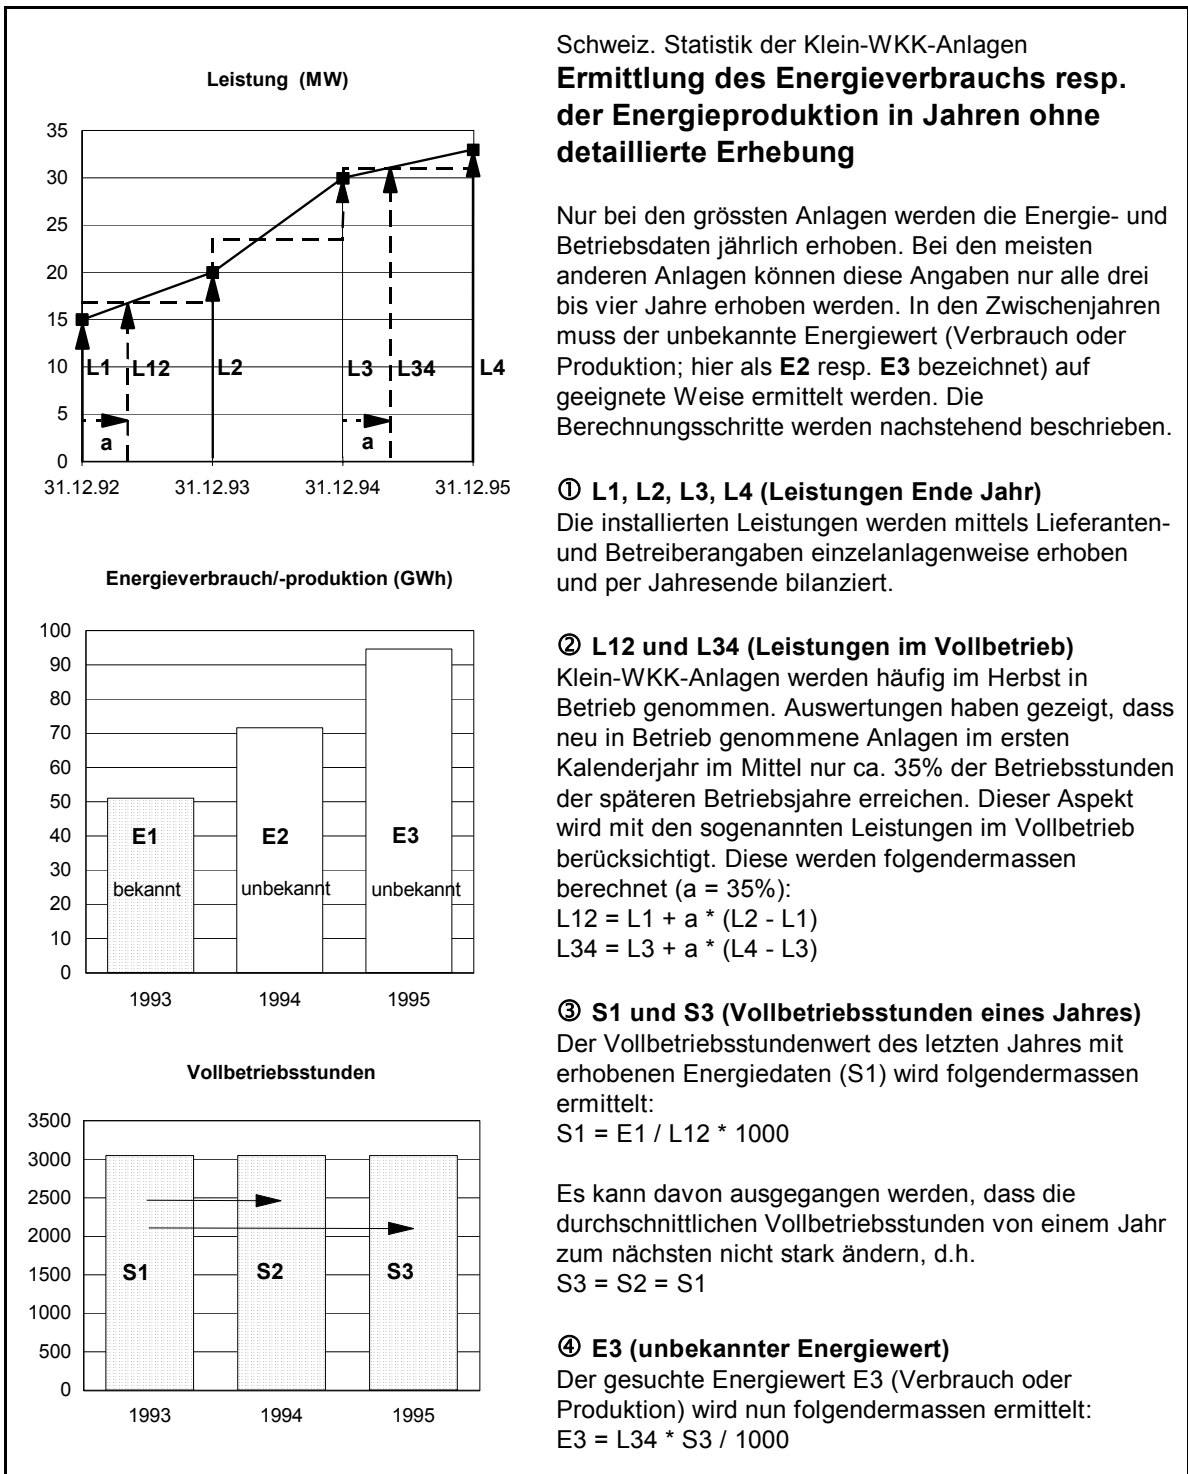 Schweiz. Statistik der Klein-WKK-Anlagen
Ermittlung des Energieverbrauchs resp.
der Energieproduktion in Jahren ohne
detaillierte Erhebung
Nur bei den grössten Anlagen werden die Energie- und
Betriebsdaten jährlich erhoben. Bei den meisten
anderen Anlagen können diese Angaben nur alle drei
bis vier Jahre erhoben werden. In den Zwischenjahren
muss der unbekannte Energiewert (Verbrauch oder
Produktion; hier als E2 resp. E3 bezeichnet) auf
geeignete Weise ermittelt werden. Die
Berechnungsschritte werden nachstehend beschrieben.
① L1, L2, L3, L4 (Leistungen Ende Jahr)
Die installierten Leistungen werden mittels Lieferanten-
und Betreiberangaben einzelanlagenweise erhoben
und per Jahresende bilanziert.
② L12 und L34 (Leistungen im Vollbetrieb)
Klein-WKK-Anlagen werden häufig im Herbst in
Betrieb genommen. Auswertungen haben gezeigt, dass
neu in Betrieb genommene Anlagen im ersten
Kalenderjahr im Mittel nur ca. 35% der Betriebsstunden
der späteren Betriebsjahre erreichen. Dieser Aspekt
wird mit den sogenannten Leistungen im Vollbetrieb
berücksichtigt. Diese werden folgendermassen
berechnet (a = 35%):
L12 = L1 + a * (L2 - L1)
L34 = L3 + a * (L4 - L3)
③ S1 und S3 (Vollbetriebsstunden eines Jahres)
Der Vollbetriebsstundenwert des letzten Jahres mit
erhobenen Energiedaten (S1) wird folgendermassen
ermittelt:
S1 = E1 / L12 * 1000
Es kann davon ausgegangen werden, dass die
durchschnittlichen Vollbetriebsstunden von einem Jahr
zum nächsten nicht stark ändern, d.h.
S3 = S2 = S1
④ E3 (unbekannter Energiewert)
Der gesuchte Energiewert E3 (Verbrauch oder
Produktion) wird nun folgendermassen ermittelt:
E3 = L34 * S3 / 1000
Leistung (MW)
35
30
25
20
15
10
5
0
L1 L12 L2 L3 L34 L4
a a
31.12.92 31.12.93 31.12.94 31.12.95
Energieverbrauch/-produktion (GWh)
100
90
80
70
60
50
40
30
20
10
0
E1 E2 E3
bekannt unbekannt unbekannt
1993 1994 1995
Vollbetriebsstunden
3500
3000
2500
2000
1500
1000
500
0
S1 S2 S3
1993 1994 1995